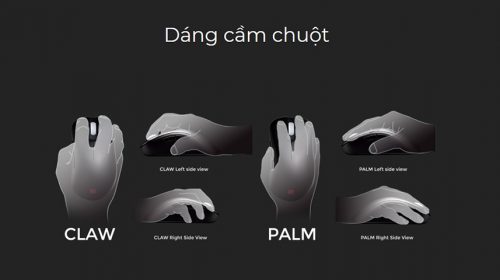 Dáng cầm chuột
CLAW Left side view
PALM Left side view
CLAW
CLAW Right Side View
PALM
PALM Right Side View